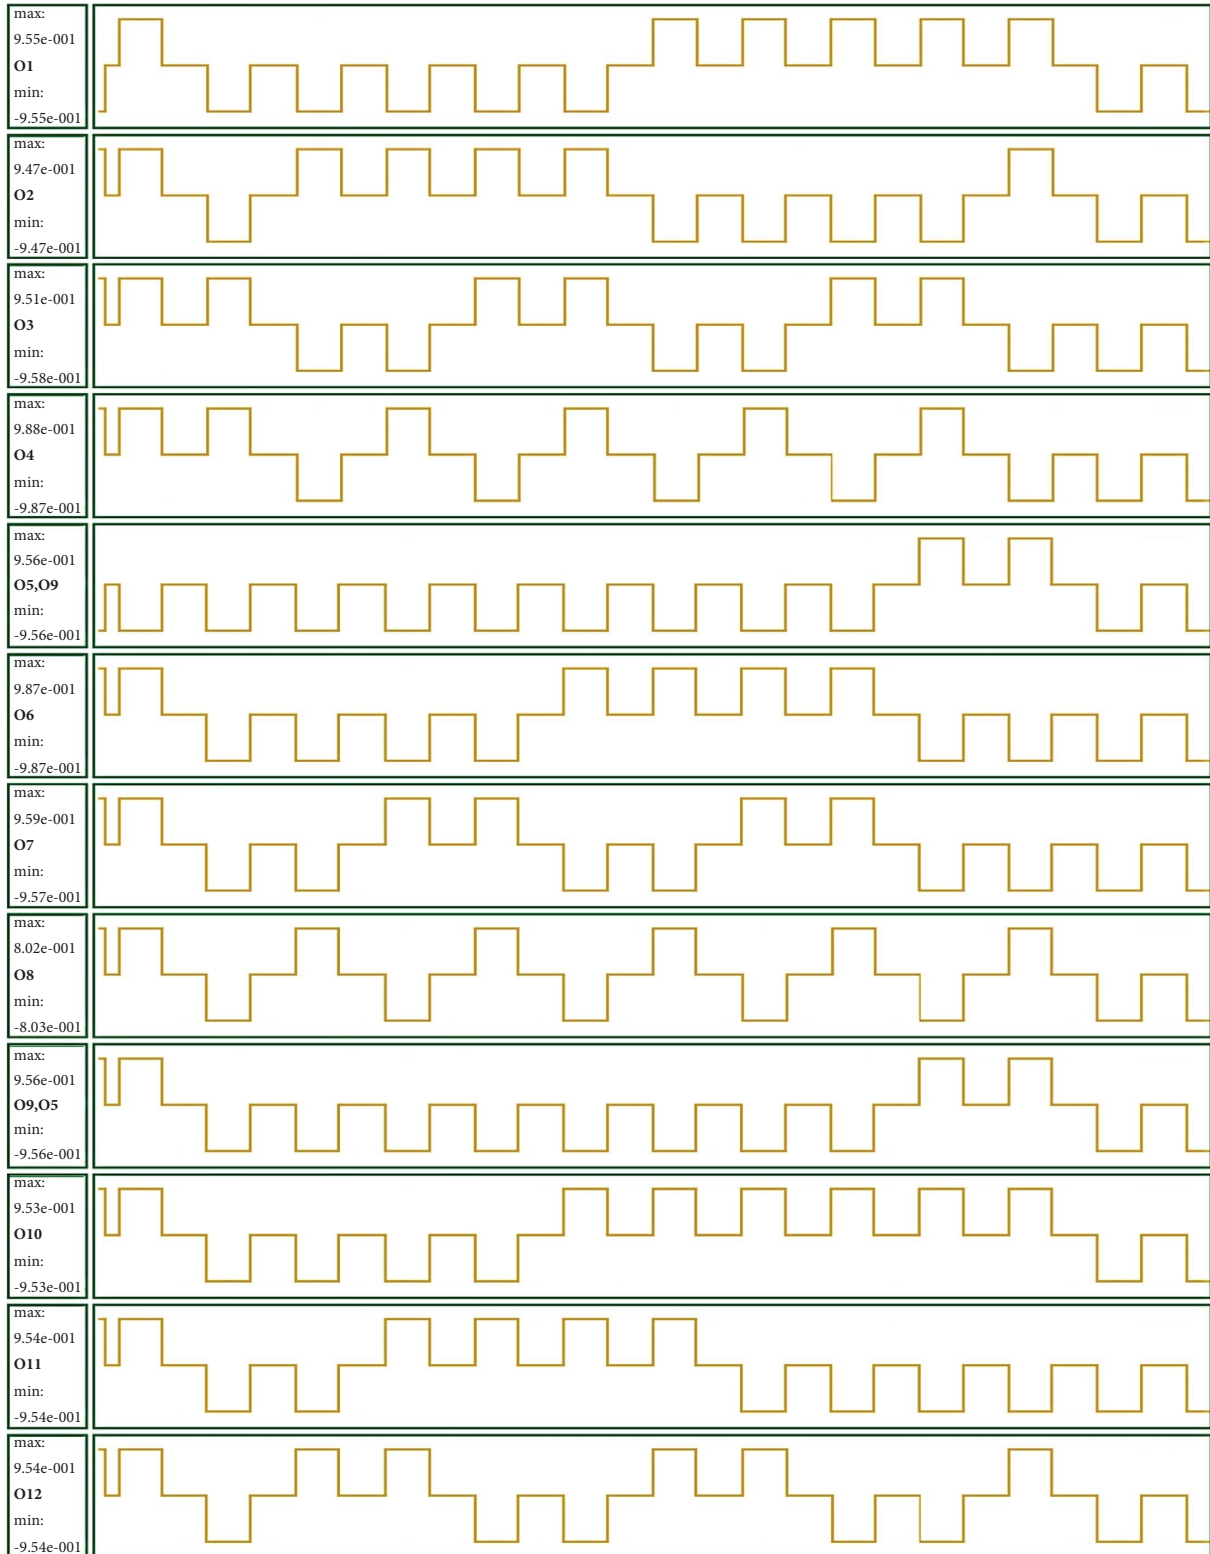 max:
9.55e-001
O1
min:
-9.55e-001
max:
9.47e-001
O2
min:
-9.47e-001
max:
9.51e-001
O3
min:
-9.58e-001
max:
9.88e-001
O4
min:
-9.87e-001
max:
9.56e-001
O5,O9
min:
-9.56e-001
max:
9.87e-001
O6
min:
-9.87e-001
max:
9.59e-001
O7
min:
-9.57e-001
max:
8.02e-001
O8
min:
-8.03e-001
max:
9.56e-001
O9,O5
min:
-9.56e-001
max:
9.53e-001
O10
min:
-9.53e-001
max:
9.54e-001
O11
min:
-9.54e-001
max:
9.54e-001
O12
min:
-9.54e-001